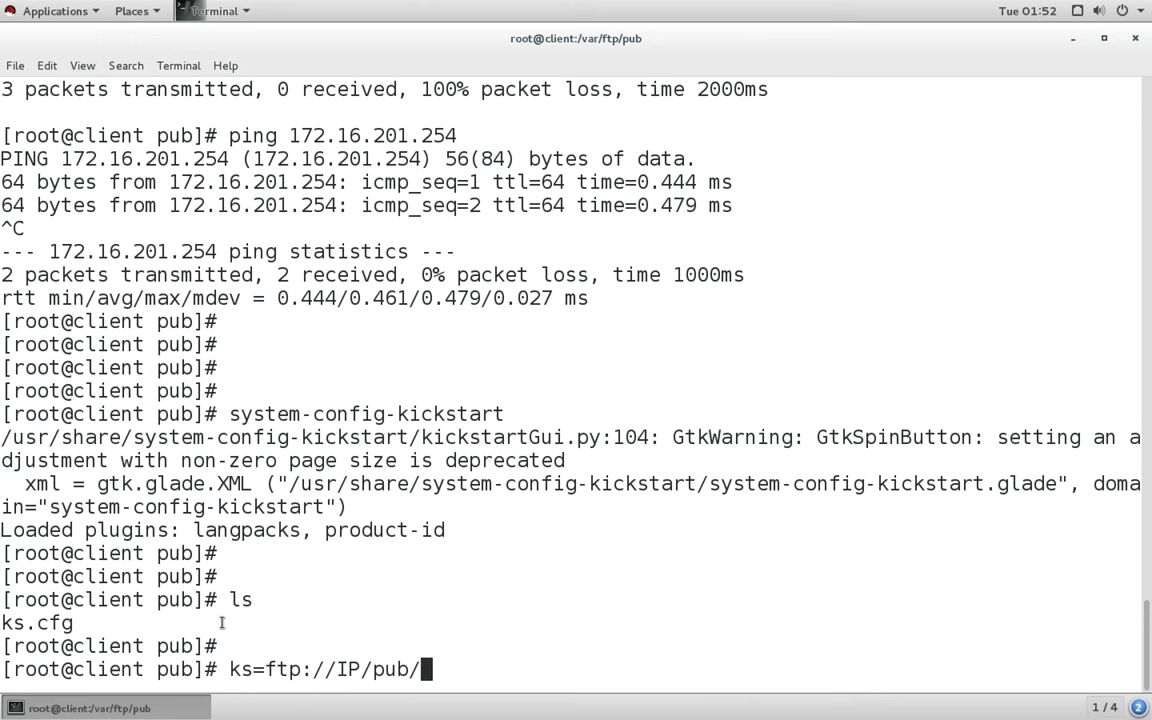 Applications Places Terminal Tue 01:52
root@client:/var/ftp/pub
File Edit View Search Terminal Help
3 packets transmitted, 0 received, 100% packet loss, time 2000ms
[root@client pub]# ping 172.16.201.254
PING 172.16.201.254 (172.16.201.254) 56(84) bytes of data.
64 bytes from 172.16.201.254: icmp_seq=1 ttl=64 time=0.444 ms
64 bytes from 172.16.201.254: icmp_seq=2 ttl=64 time=0.479 ms
^C
--- 172.16.201.254 ping statistics ---
2 packets transmitted, 2 received, 0% packet loss, time 1000ms
rtt min/avg/max/mdev = 0.444/0.461/0.479/0.027 ms
[root@client pub]#
[root@client pub]#
[root@client pub]#
[root@client pub]#
[root@client pub]# system-config-kickstart
/usr/share/system-config-kickstart/kickstartGui.py:104: GtkWarning: GtkSpinButton: setting an a
djustment with non-zero page size is deprecated
xml = gtk.glade.XML ("/usr/share/system-config-kickstart/system-config-kickstart.glade", doma
in="system-config-kickstart")
Loaded plugins: langpacks, product-id
[root@client pub]#
[root@client pub]#
[root@client pub]# ls
ks.cfg
[root@client pub]#
[root@client pub]# ks=ftp://IP/pub/
root@client:/var/ftp/pub 1 / 4 2